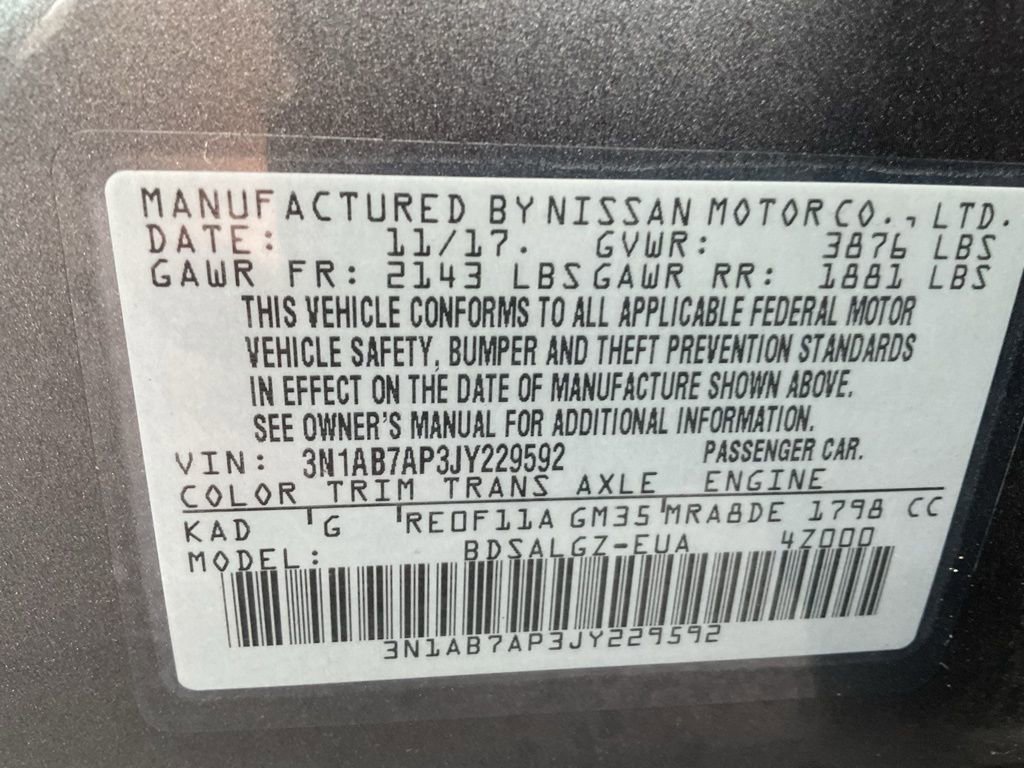 MANUFACTURED BY NISSAN MOTOR CO., LTD.
DATE: 11/17. GVWR: 3876 LBS
GAWR FR: 2143 LBS GAWR RR: 1881 LBS
THIS VEHICLE CONFORMS TO ALL APPLICABLE FEDERAL MOTOR
VEHICLE SAFETY, BUMPER AND THEFT PREVENTION STANDARDS
IN EFFECT ON THE DATE OF MANUFACTURE SHOWN ABOVE.
SEE OWNER'S MANUAL FOR ADDITIONAL INFORMATION.
VIN: 3N1AB7AP3JY229592 PASSENGER CAR.
COLOR TRIM TRANS AXLE ENGINE
KAD G RE0F11A GM35 MRA8DE 1798 CC
MODEL: BDSALGZ-EUA 4Z000
3N1AB7AP3JY229592